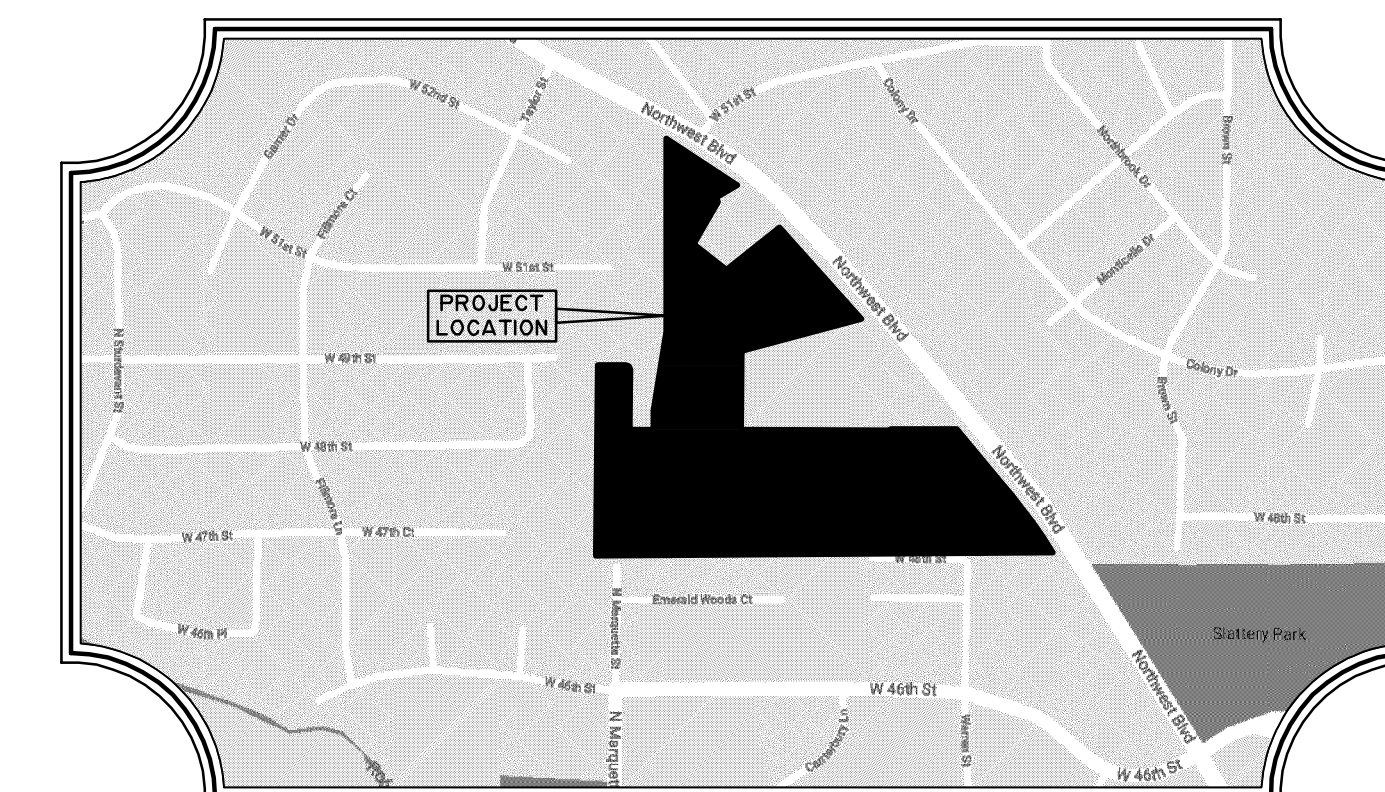 W 52nd St
Taylor St
Northwest Blvd
W 51st St
Colony Dr
Northbrook Dr
Brown St
Garner Dr
Fillmore Ct
W 51st St
W 51st St
Monticello Dr
Northwest Blvd
PROJECT
LOCATION
N Sturdevant St
W 49th St
Colony Dr
Brown St
W 48th St
Northwest Blvd
Fillmore Ln
W 47th St
W 47th Ct
W 48th St
W 48th St
N Marquette St
Emerald Woods Ct
W 46th Pl
Slattery Park
Northwest Blvd
W 46th St
W 46th St
N Marquett
Canterbury Ln
Warren St
W 46th St